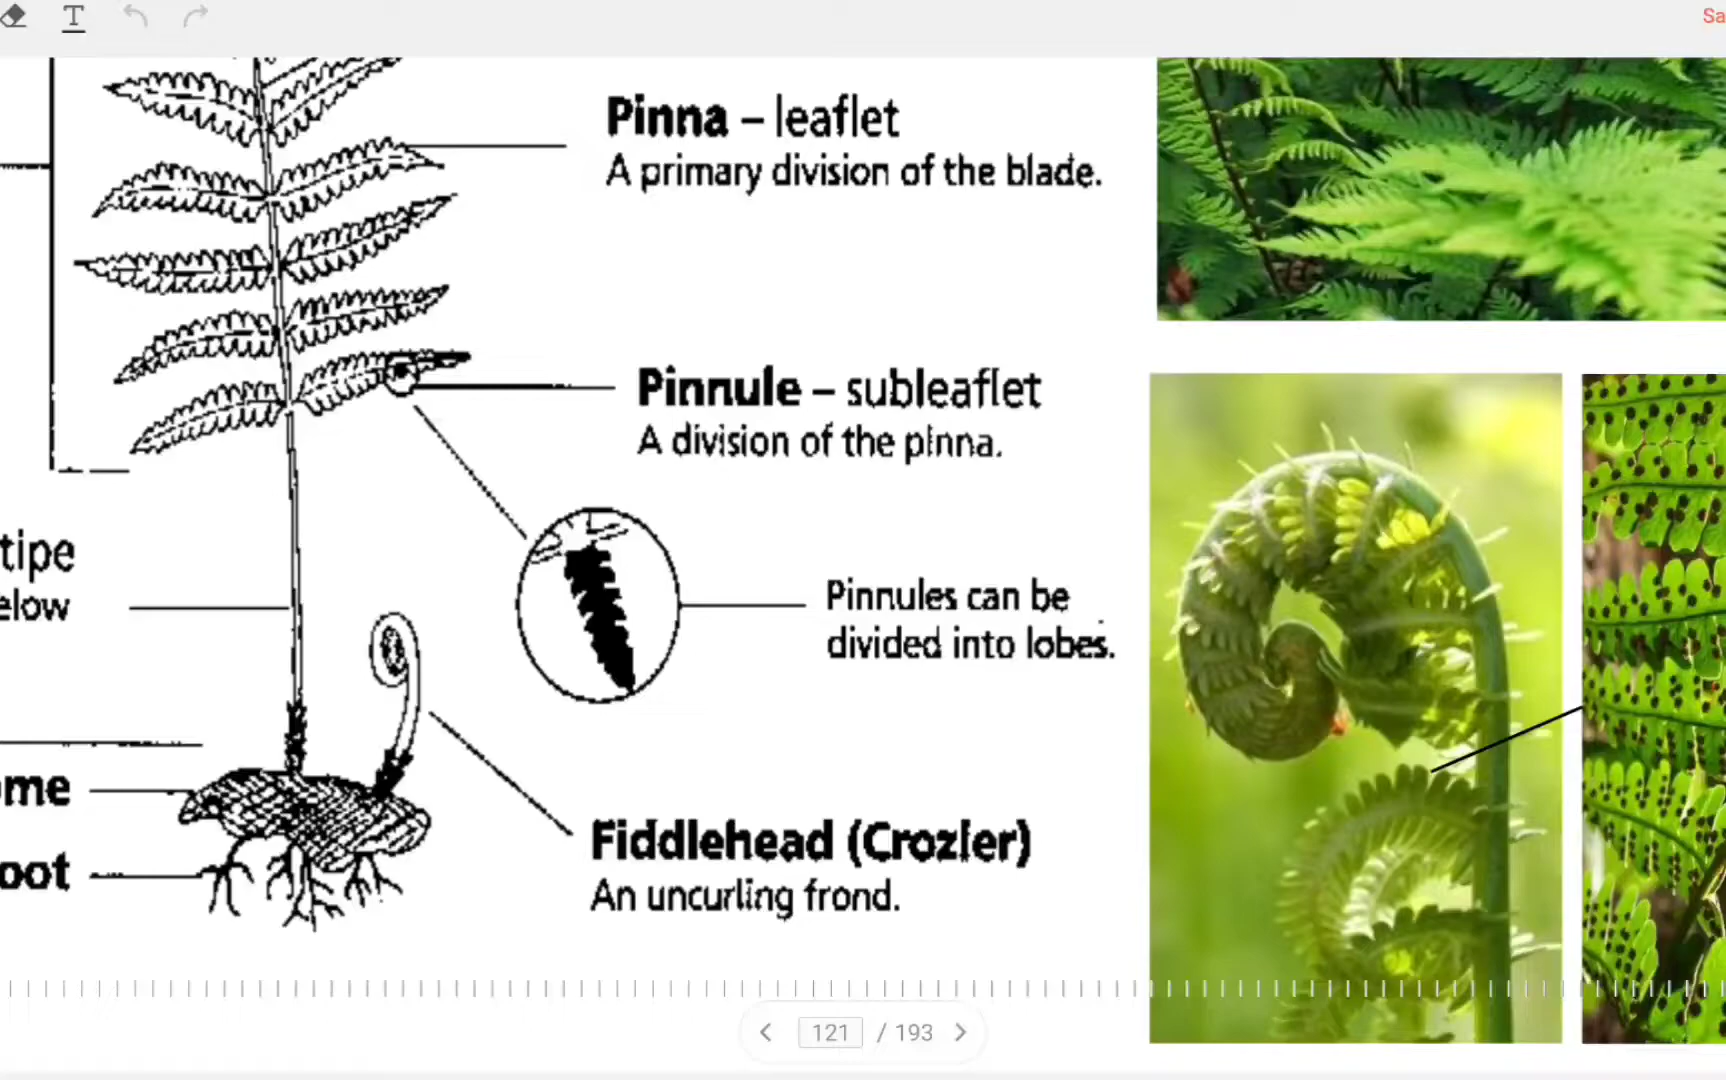 T
Sa
Pinna – leaflet
A primary division of the blade.
Pinnule – subleaflet
A division of the pinna.
tipe
elow
Pinnules can be
divided into lobes.
ome
oot
Fiddlehead (Crozier)
An uncurling frond.
121 / 193